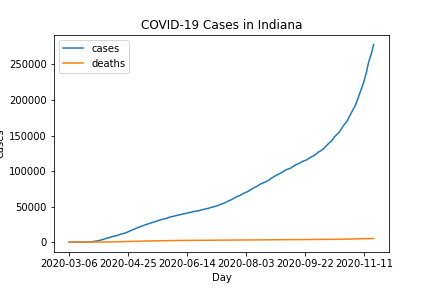 COVID-19 Cases in Indiana
cases
deaths
250000
200000
150000
100000
50000
0
2020-03-06 2020-04-25 2020-06-14 2020-08-03 2020-09-22 2020-11-11
Day